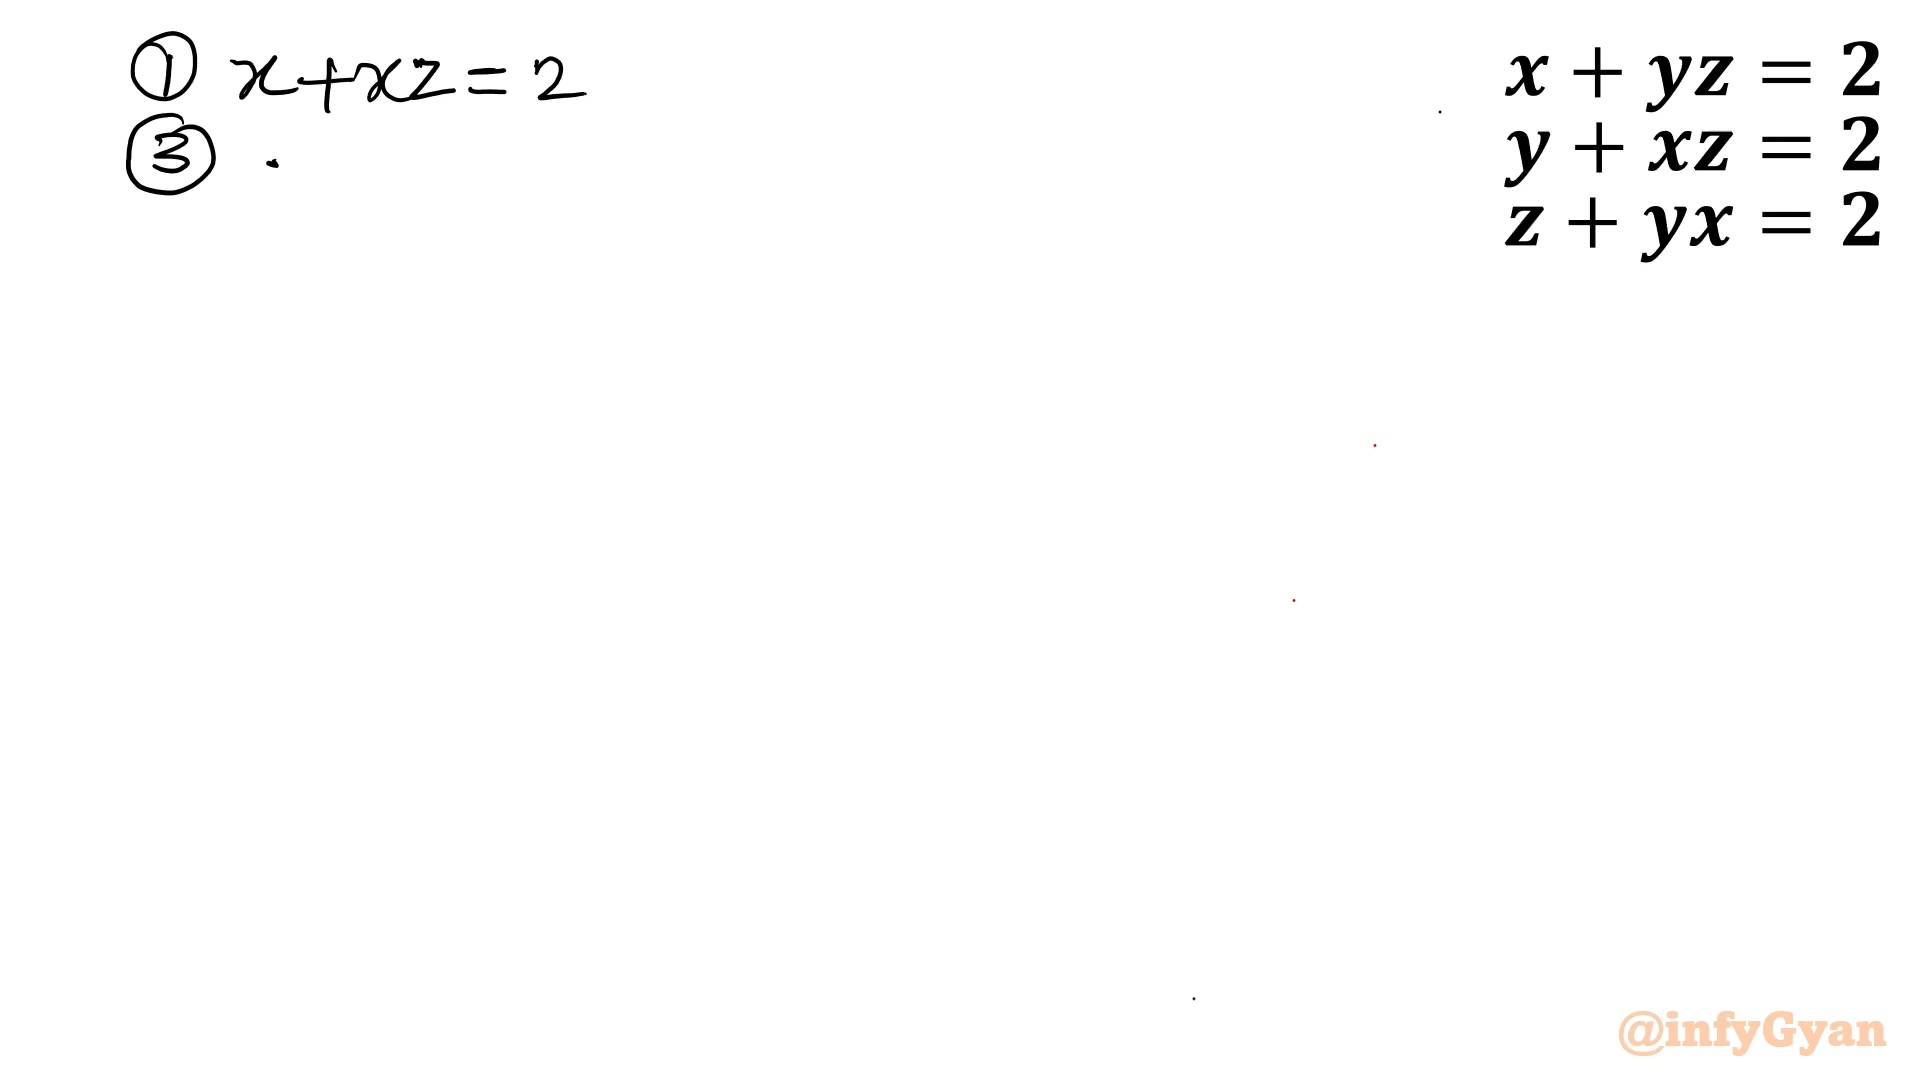 ① x+xz=2
③
x + yz = 2
y + xz = 2
z + yx = 2
@infyGyan